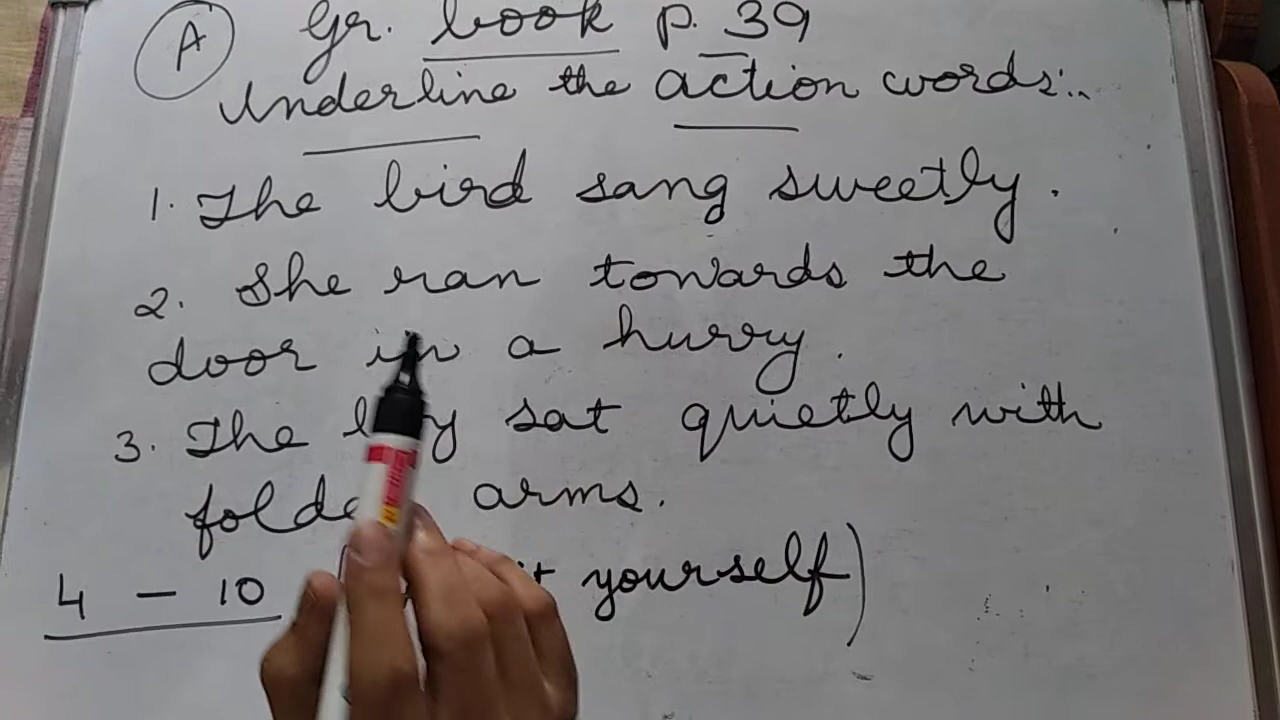 A Gr. book p. 39
Underline the action words:-
1. The bird sang sweetly.
2. She ran towards the
door in a hurry.
3. The sat quietly with
arms.
4 - 10 yourself)